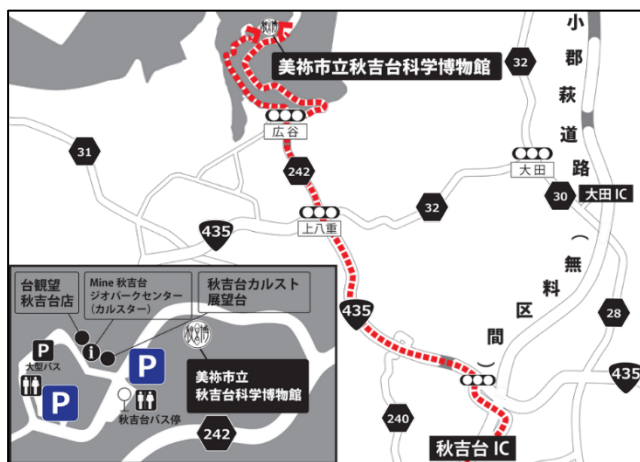 美祢市立秋吉台科学博物館
小郡萩道路（無料区間）
32
広谷
大田
31
242
30
大田IC
32
435
上八重
28
435
435
240
秋吉台IC
台観望
秋吉台店
Mine 秋吉台
ジオパークセンター
（カルスター）
秋吉台カルスト
展望台
P
大型バス
i
P
P
秋吉台バス停
美祢市立
秋吉台科学博物館
242